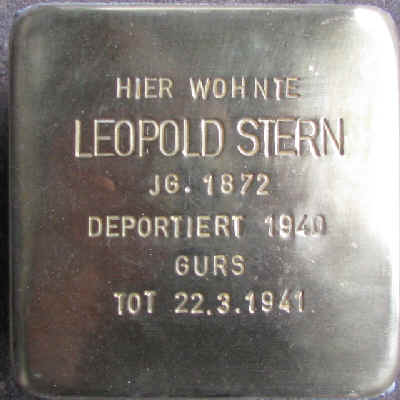 HIER WOHNTE
LEOPOLD STERN
JG. 1872
DEPORTIERT 1940
GURS
TOT 22.3.1941